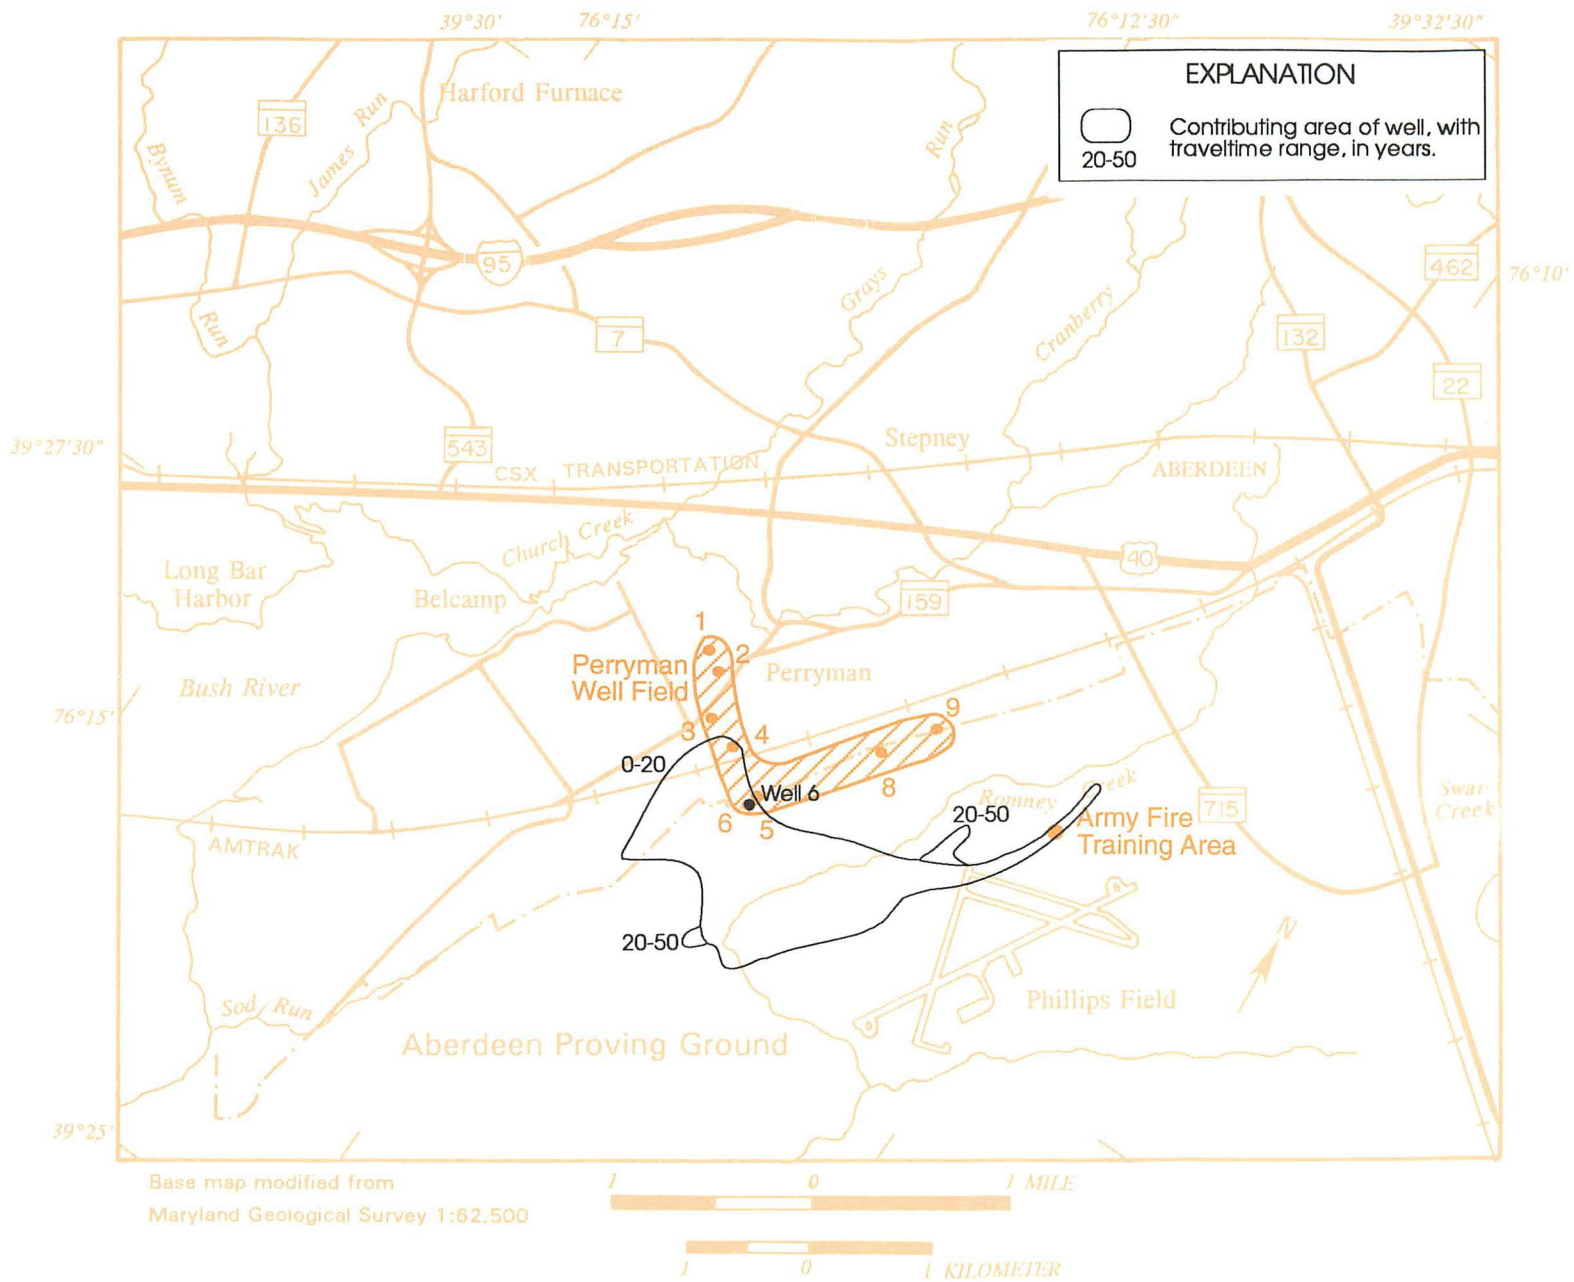 39°30' 76°15' 76°12'30" 39°32'30"
EXPLANATION
Contributing area of well, with
traveltime range, in years.
20-50
Harford Furnace
136
James Run
Bynum
Run
Run
95
Grays
Cranberry
462
76°10'
132
7
22
39°27'30"
543
Stepney
CSX TRANSPORTATION
ABERDEEN
Church Creek
40
Long Bar
Harbor
Belcamp
159
1
2
Perryman
Well Field
Perryman
Bush River
76°15'
9
3
4
0-20
8
Well 6
6
5
Romney Creek
20-50
715
Swan
Creek
Army Fire
Training Area
AMTRAK
20-50
N
Sod Run
Phillips Field
Aberdeen Proving Ground
39°25'
Base map modified from
Maryland Geological Survey 1:62,500
1 0 1 MILE
1 0 1 KILOMETER